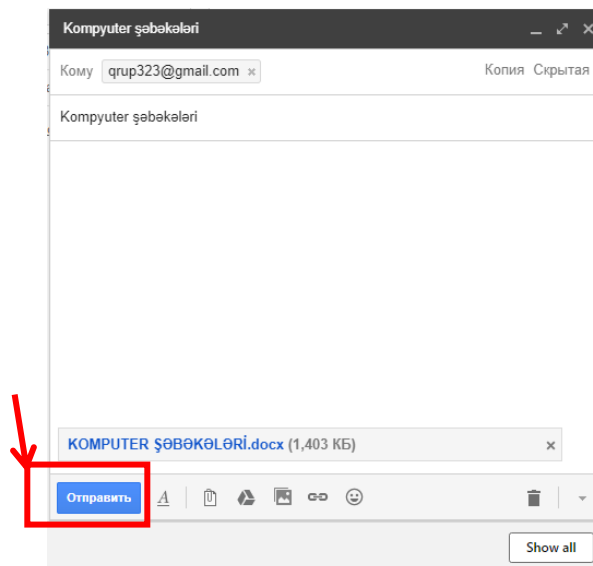 Kompyuter şəbəkələri
Кому qrup323@gmail.com × Копия Скрытая
Kompyuter şəbəkələri
KOMPUTER ŞƏBƏKƏLƏRİ.docx (1,403 КБ) ×
Отправить A
Show all